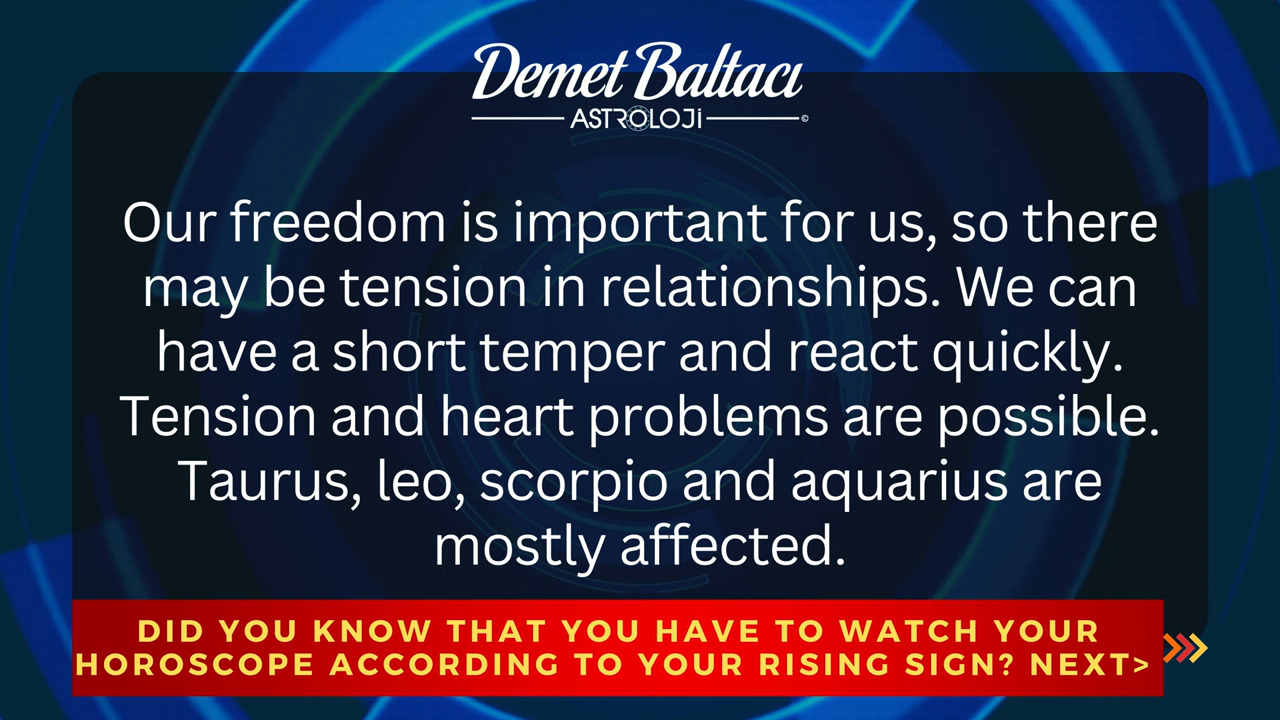 Demet Baltacı
ASTROLOJi
©
Our freedom is important for us, so there
may be tension in relationships. We can
have a short temper and react quickly.
Tension and heart problems are possible.
Taurus, leo, scorpio and aquarius are
mostly affected.
DID YOU KNOW THAT YOU HAVE TO WATCH YOUR
HOROSCOPE ACCORDING TO YOUR RISING SIGN? NEXT>